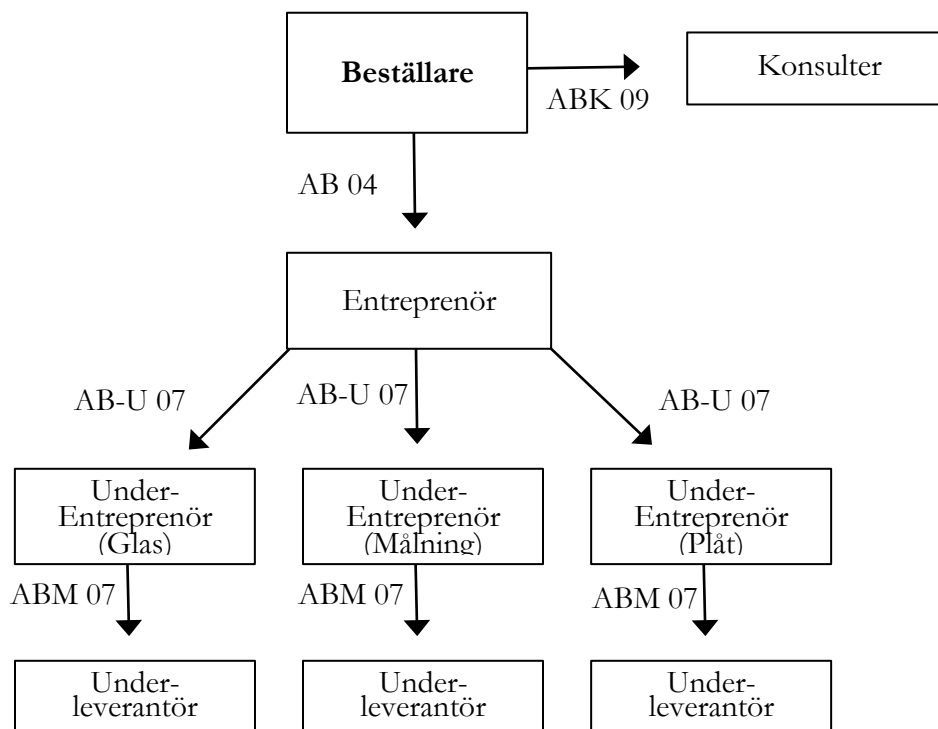 Beställare
Konsulter
ABK 09
AB 04
Entreprenör
AB-U 07
AB-U 07
AB-U 07
Under-
Entreprenör
(Glas)
Under-
Entreprenör
(Målning)
Under-
Entreprenör
(Plåt)
ABM 07
ABM 07
ABM 07
Under-
leverantör
Under-
leverantör
Under-
leverantör